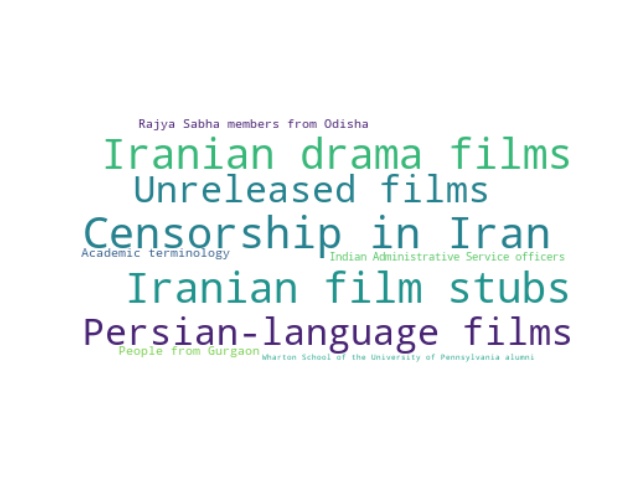 Rajya Sabha members from Odisha
Iranian drama films
Unreleased films
Censorship in Iran
Academic terminology
Indian Administrative Service officers
Iranian film stubs
Persian-language films
People from Gurgaon
Wharton School of the University of Pennsylvania alumni